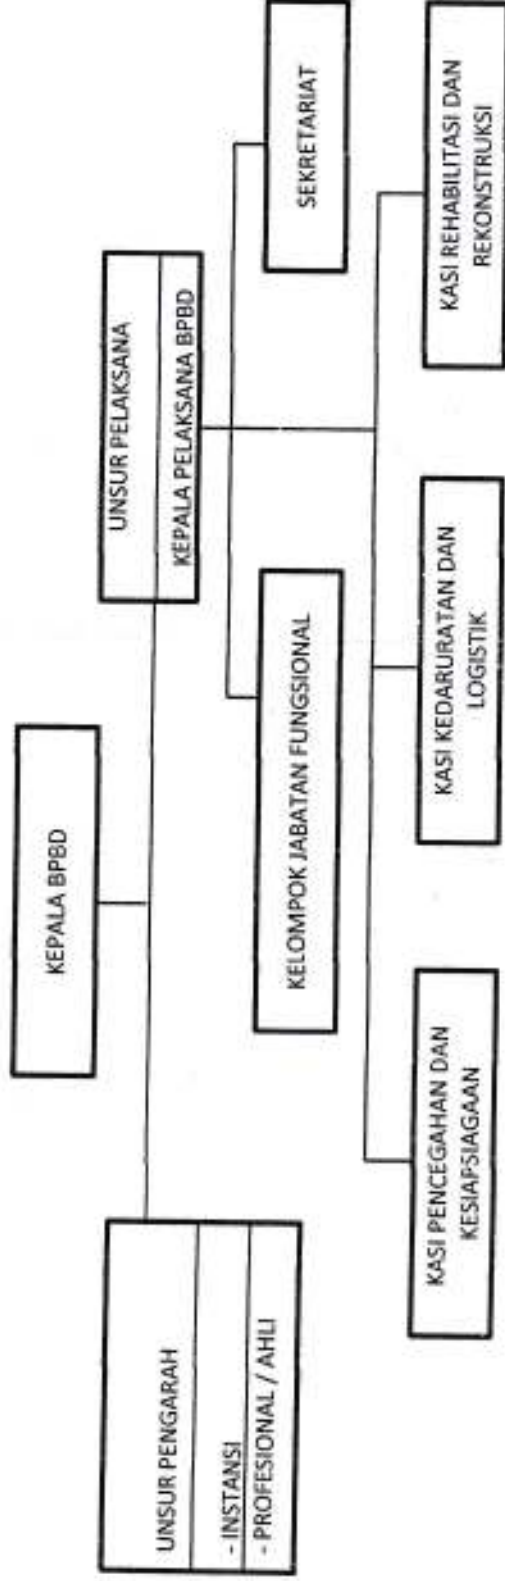 KEPALA BPBD
UNSUR PENGARAH
- INSTANSI
- PROFESIONAL / AHLI
UNSUR PELAKSANA
KEPALA PELAKSANA BPBD
KELOMPOK JABATAN FUNGSIONAL
SEKRETARIAT
KASI PENCEGAHAN DAN
KESIAPSIAGAAN
KASI KEDARURATAN DAN
LOGISTIK
KASI REHABILITASI DAN
REKONSTRUKSI